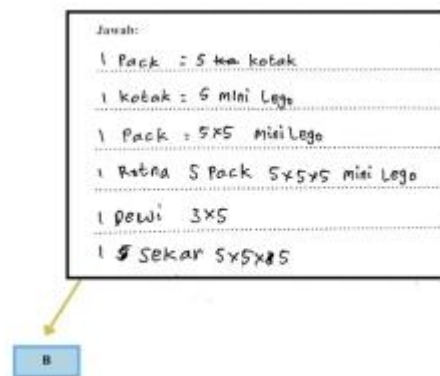 Jawab:
1 Pack = 5 kotak
1 kotak = 5 mini Lego
1 Pack = 5×5 mini Lego
1 Ratna 5 Pack 5×5×5 mini Lego
1 Dewi 3×5
1 Sekar 5×5×5
B